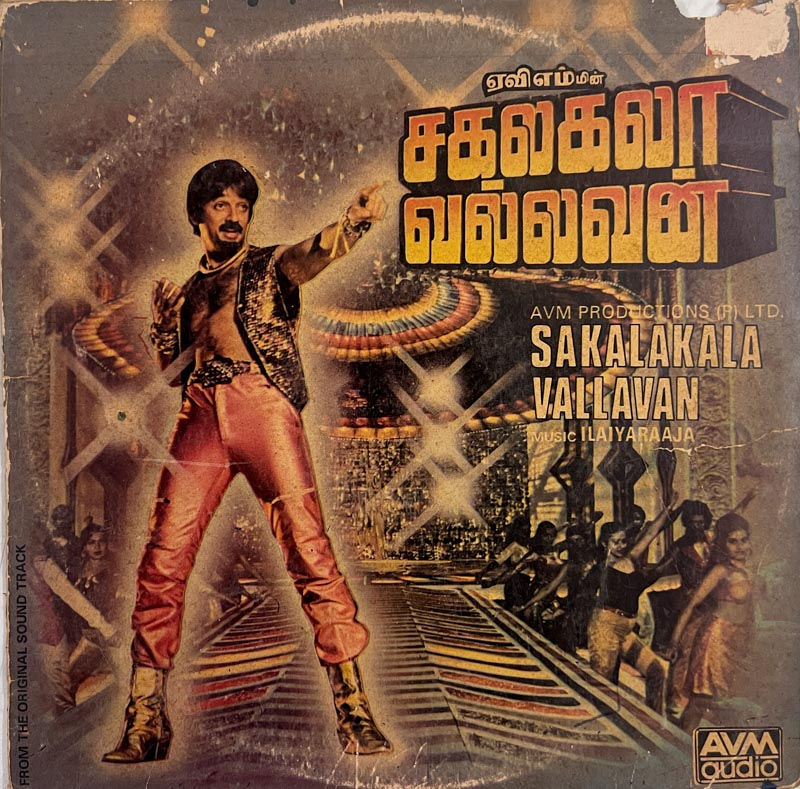 ஏவிஎம்மின்
சகலகலா
வல்லவன்
AVM PRODUCTIONS (P) LTD.
SAKALAKALA
VALLAVAN
MUSIC ILAIYARAAJA
FROM THE ORIGINAL SOUND TRACK
AVM
audio